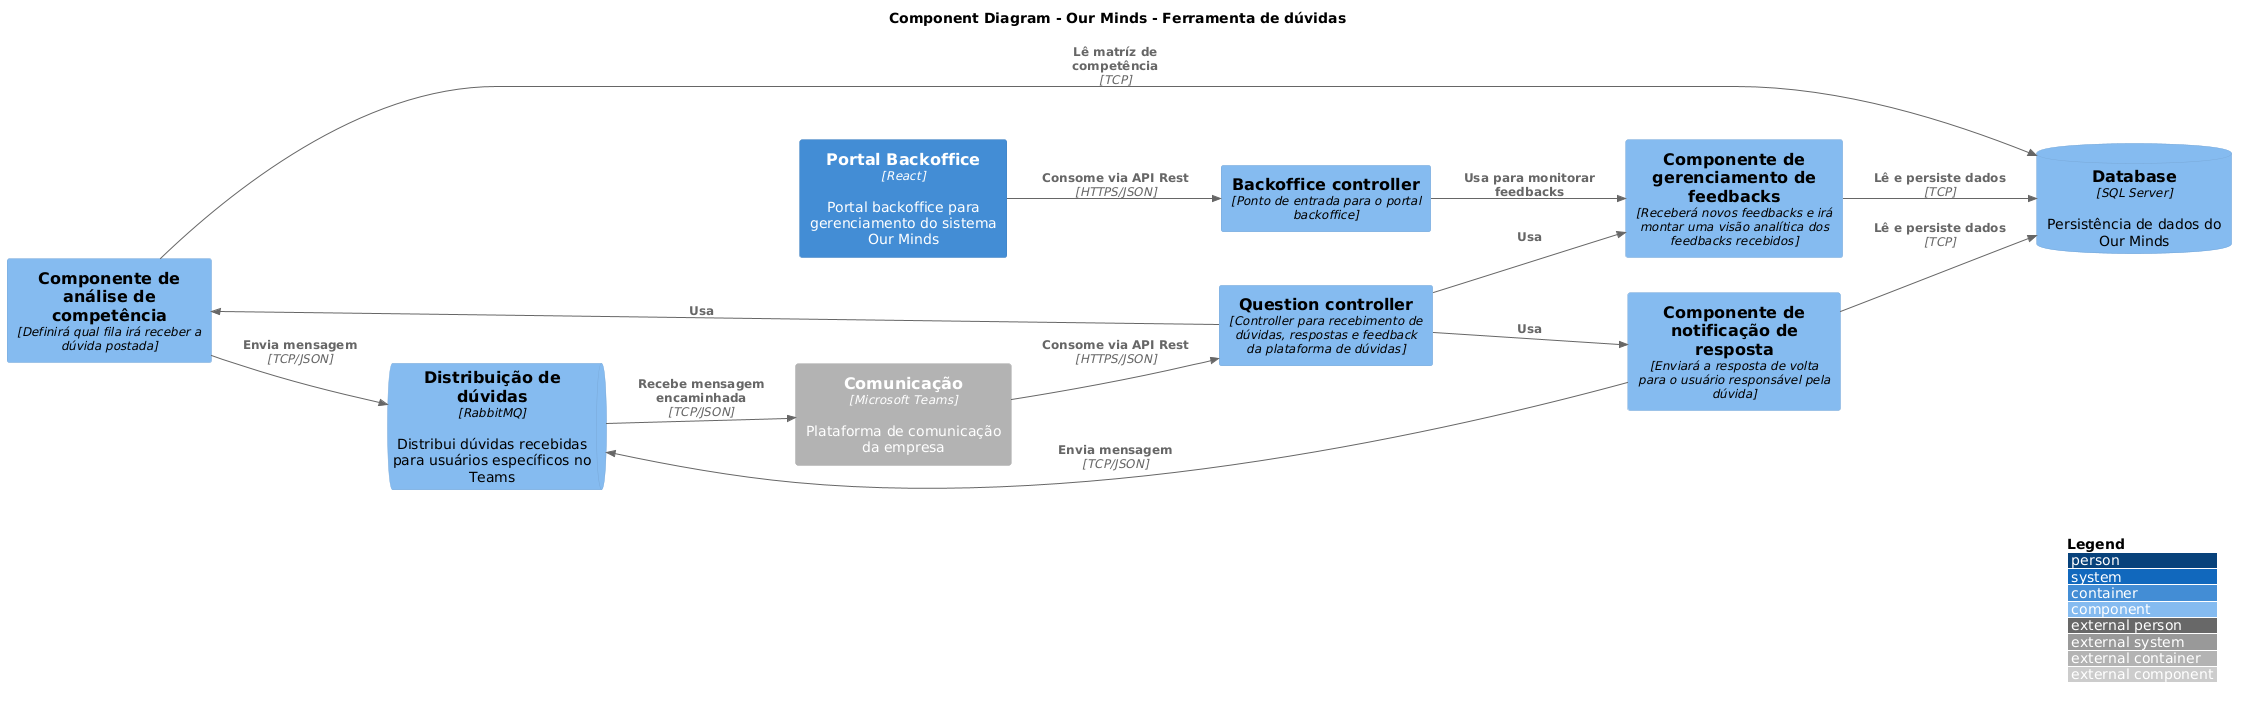 Component Diagram - Our Minds - Ferramenta de dúvidas
Lê matríz de
competência
[TCP]
Portal Backoffice
[React]
Portal backoffice para
gerenciamento do sistema
Our Minds
Consome via API Rest
[HTTPS/JSON]
Backoffice controller
[Ponto de entrada para o portal
backoffice]
Usa para monitorar
feedbacks
Componente de
gerenciamento de
feedbacks
[Receberá novos feedbacks e irá
montar uma visão analítica dos
feedbacks recebidos]
Lê e persiste dados
[TCP]
Database
[SQL Server]
Persistência de dados do
Our Minds
Lê e persiste dados
[TCP]
Usa
Componente de
análise de
competência
[Definirá qual fila irá receber a
dúvida postada]
Usa
Question controller
[Controller para recebimento de
dúvidas, respostas e feedback
da plataforma de dúvidas]
Usa
Componente de
notificação de
resposta
[Enviará a resposta de volta
para o usuário responsável pela
dúvida]
Envia mensagem
[TCP/JSON]
Distribuição de
dúvidas
[RabbitMQ]
Distribui dúvidas recebidas
para usuários específicos no
Teams
Recebe mensagem
encaminhada
[TCP/JSON]
Comunicação
[Microsoft Teams]
Plataforma de comunicação
da empresa
Consome via API Rest
[HTTPS/JSON]
Envia mensagem
[TCP/JSON]
Legend
person
system
container
component
external person
external system
external container
external component